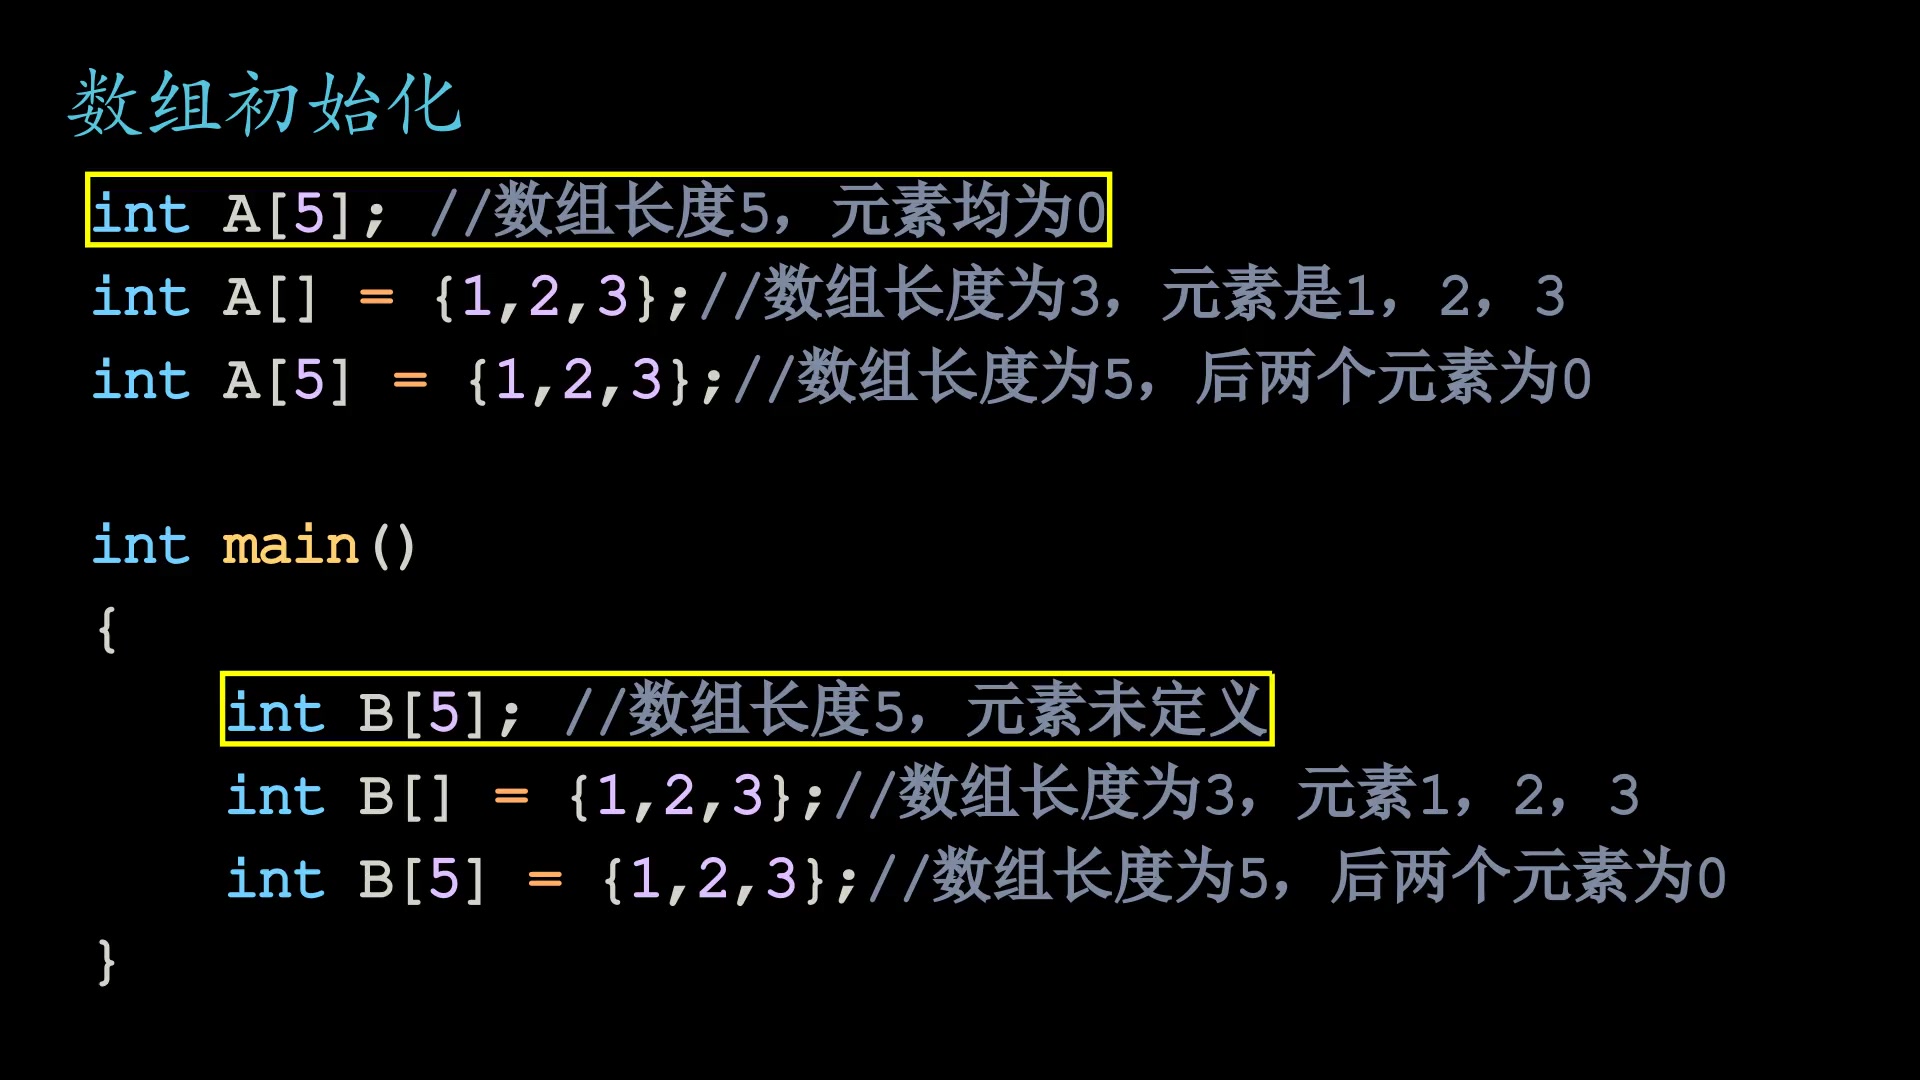 数组初始化
int A[5]; //数组长度5，元素均为0
int A[] = {1,2,3};//数组长度为3，元素是1，2，3
int A[5] = {1,2,3};//数组长度为5，后两个元素为0
int main()
{
int B[5]; //数组长度5，元素未定义
int B[] = {1,2,3};//数组长度为3，元素1，2，3
int B[5] = {1,2,3};//数组长度为5，后两个元素为0
}